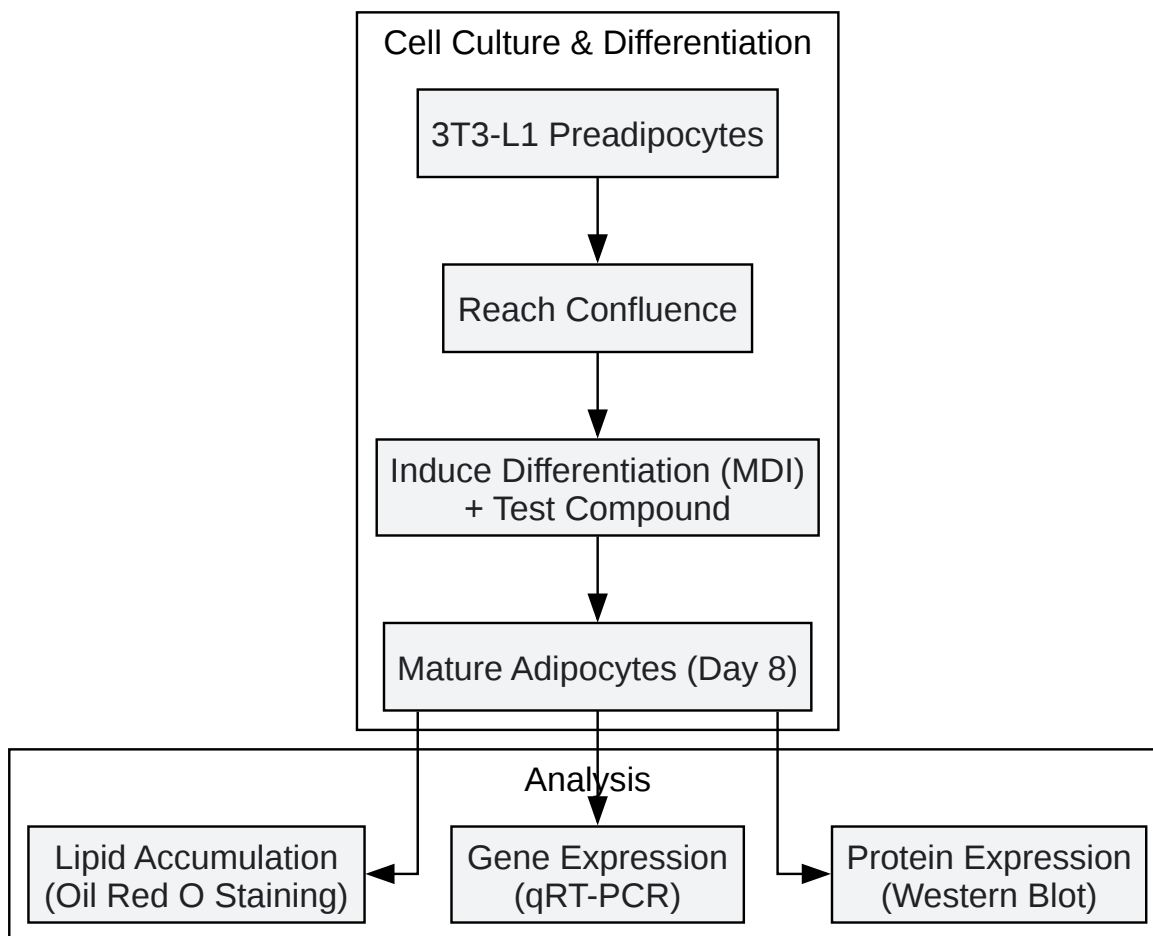 Cell Culture & Differentiation
3T3-L1 Preadipocytes
Reach Confluence
Induce Differentiation (MDI)
+ Test Compound
Mature Adipocytes (Day 8)
Analysis
Lipid Accumulation
(Oil Red O Staining)
Gene Expression
(qRT-PCR)
Protein Expression
(Western Blot)